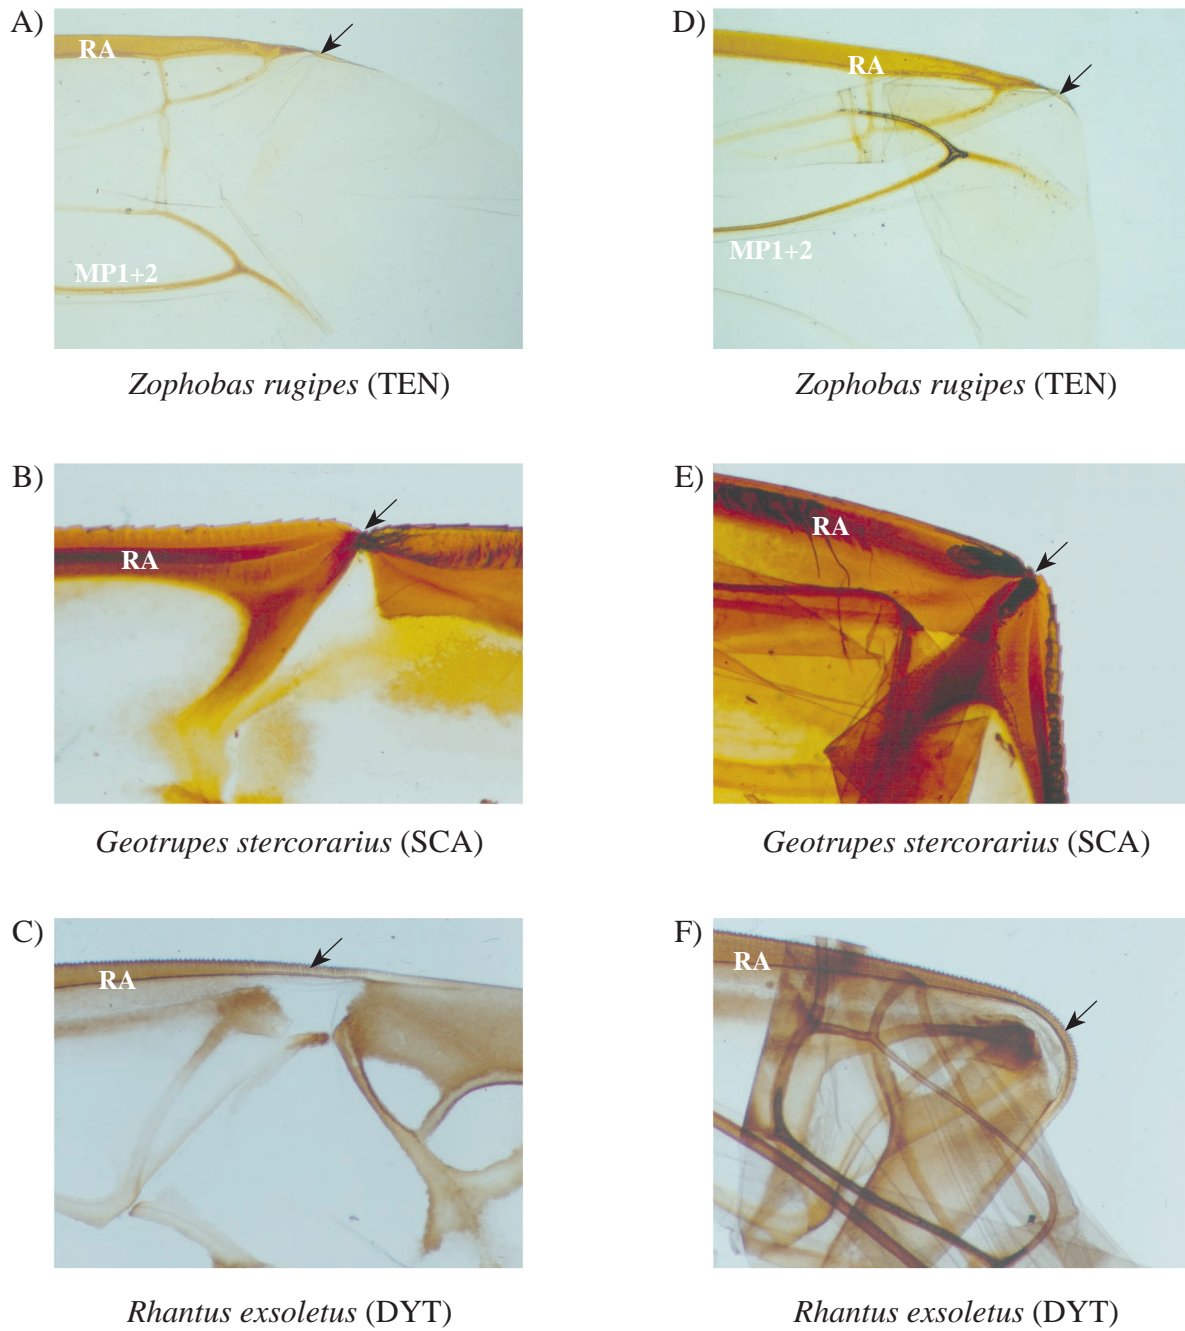 A)
RA
MP1+2
Zophobas rugipes (TEN)
D)
RA
MP1+2
Zophobas rugipes (TEN)
B)
RA
Geotrupes stercorarius (SCA)
E)
RA
Geotrupes stercorarius (SCA)
C)
RA
Rhantus exsoletus (DYT)
F)
RA
Rhantus exsoletus (DYT)